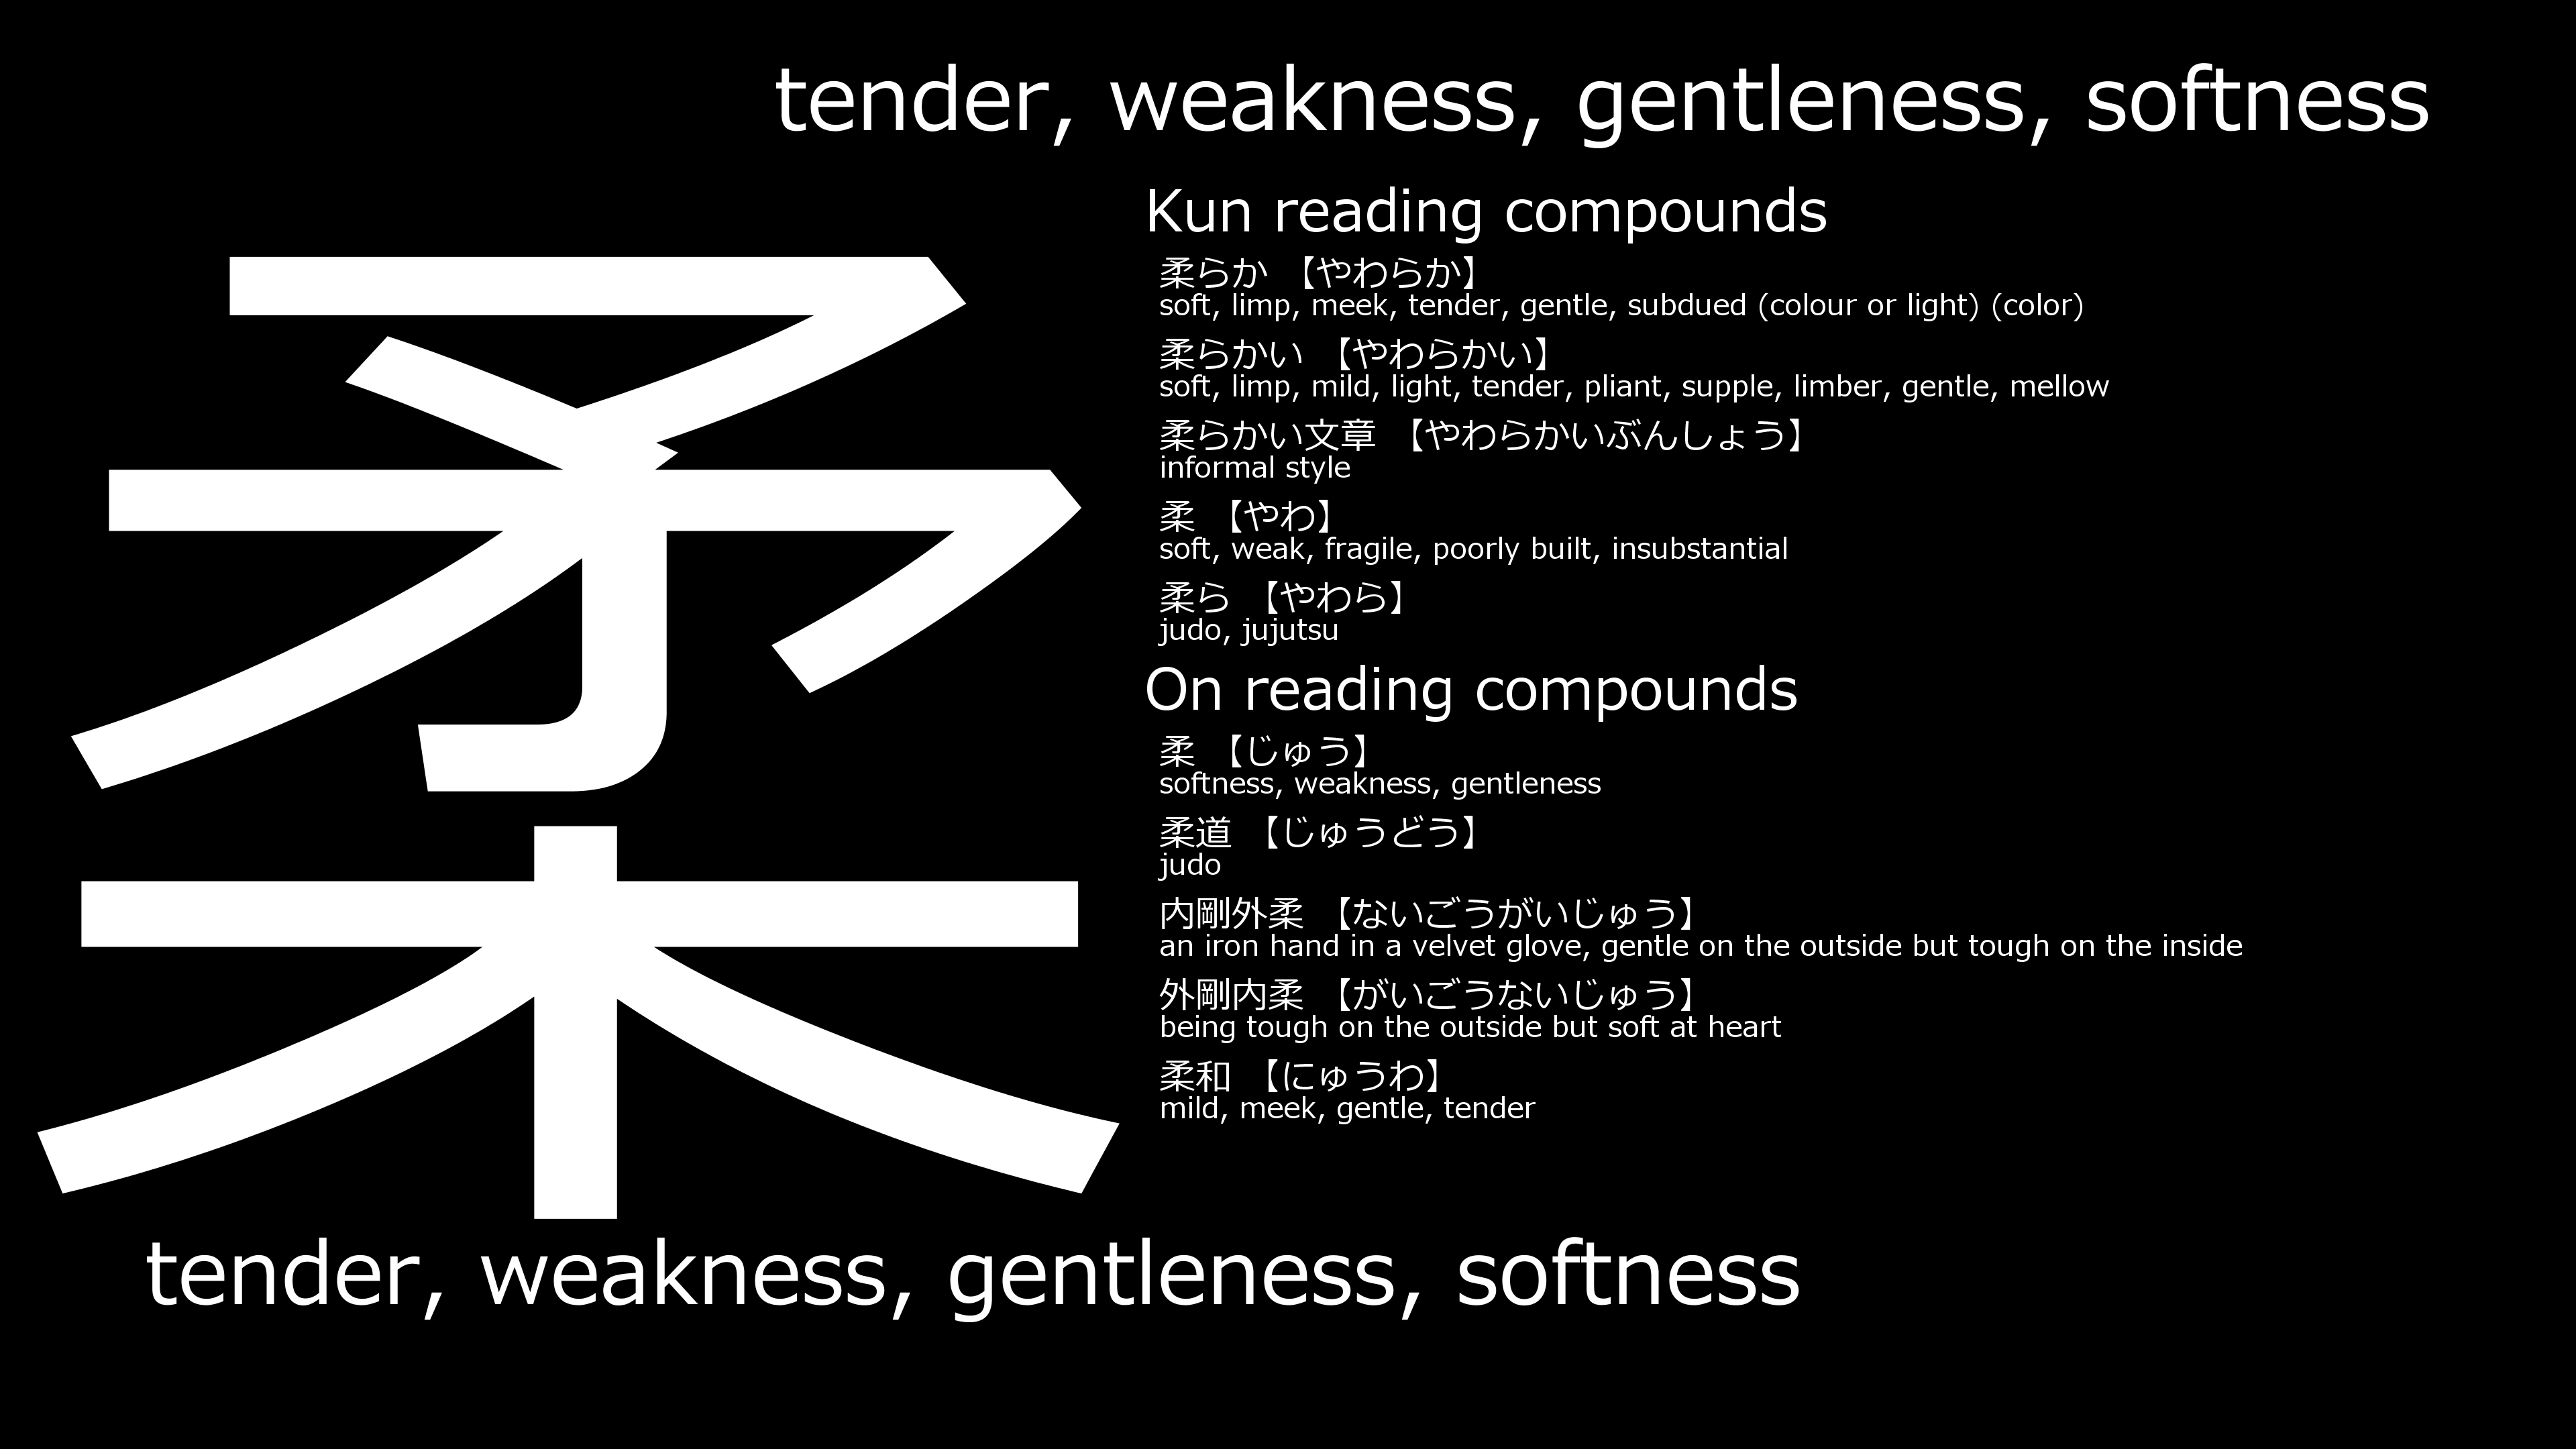 tender, weakness, gentleness, softness
柔
Kun reading compounds
柔らか 【やわらか】
soft, limp, meek, tender, gentle, subdued (colour or light) (color)
柔らかい 【やわらかい】
soft, limp, mild, light, tender, pliant, supple, limber, gentle, mellow
柔らかい文章 【やわらかいぶんしょう】
informal style
柔 【やわ】
soft, weak, fragile, poorly built, insubstantial
柔ら 【やわら】
judo, jujutsu
On reading compounds
柔 【じゅう】
softness, weakness, gentleness
柔道 【じゅうどう】
judo
内剛外柔 【ないごうがいじゅう】
an iron hand in a velvet glove, gentle on the outside but tough on the inside
外剛内柔 【がいごうないじゅう】
being tough on the outside but soft at heart
柔和 【にゅうわ】
mild, meek, gentle, tender
tender, weakness, gentleness, softness